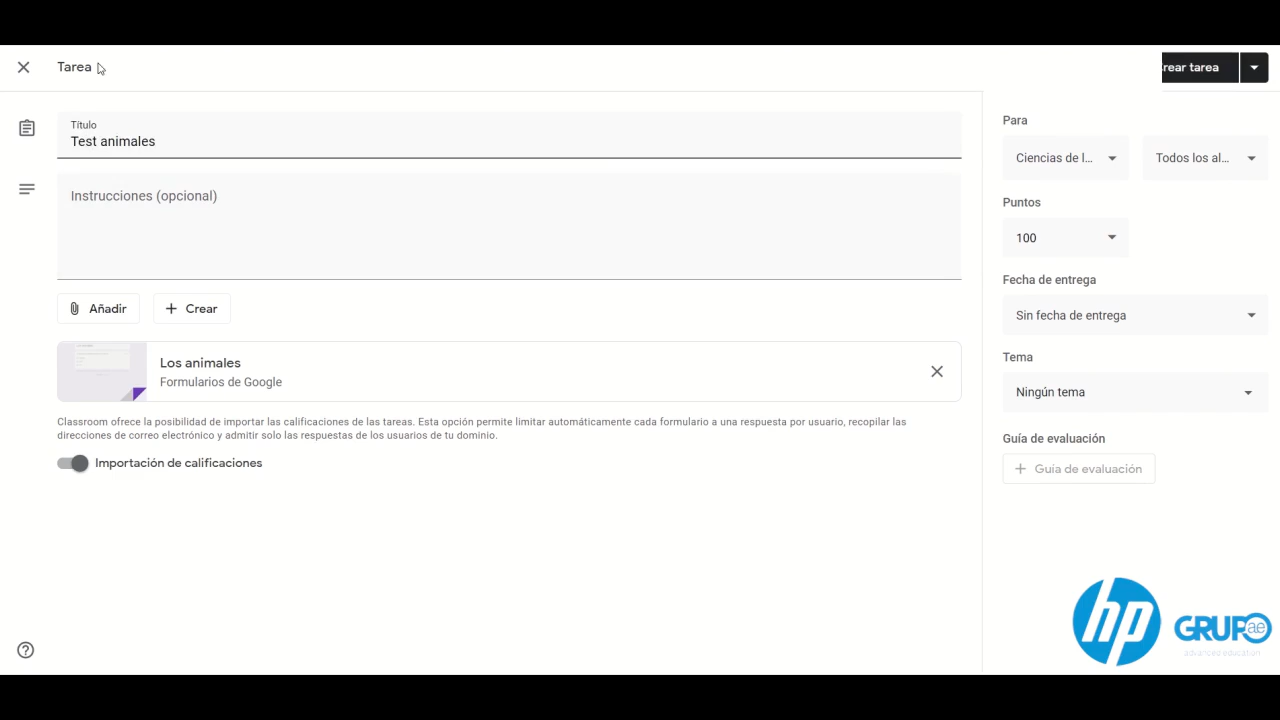 Tarea
rear tarea
Título
Test animales
Instrucciones (opcional)
Añadir
Crear
Los animales
Formularios de Google
Classroom ofrece la posibilidad de importar las calificaciones de las tareas. Esta opción permite limitar automáticamente cada formulario a una respuesta por usuario, recopilar las
direcciones de correo electrónico y admitir solo las respuestas de los usuarios de tu dominio.
Importación de calificaciones
Para
Ciencias de l...
Todos los al...
Puntos
100
Fecha de entrega
Sin fecha de entrega
Tema
Ningún tema
Guía de evaluación
+ Guía de evaluación
hp
GRUPO ae
advanced education